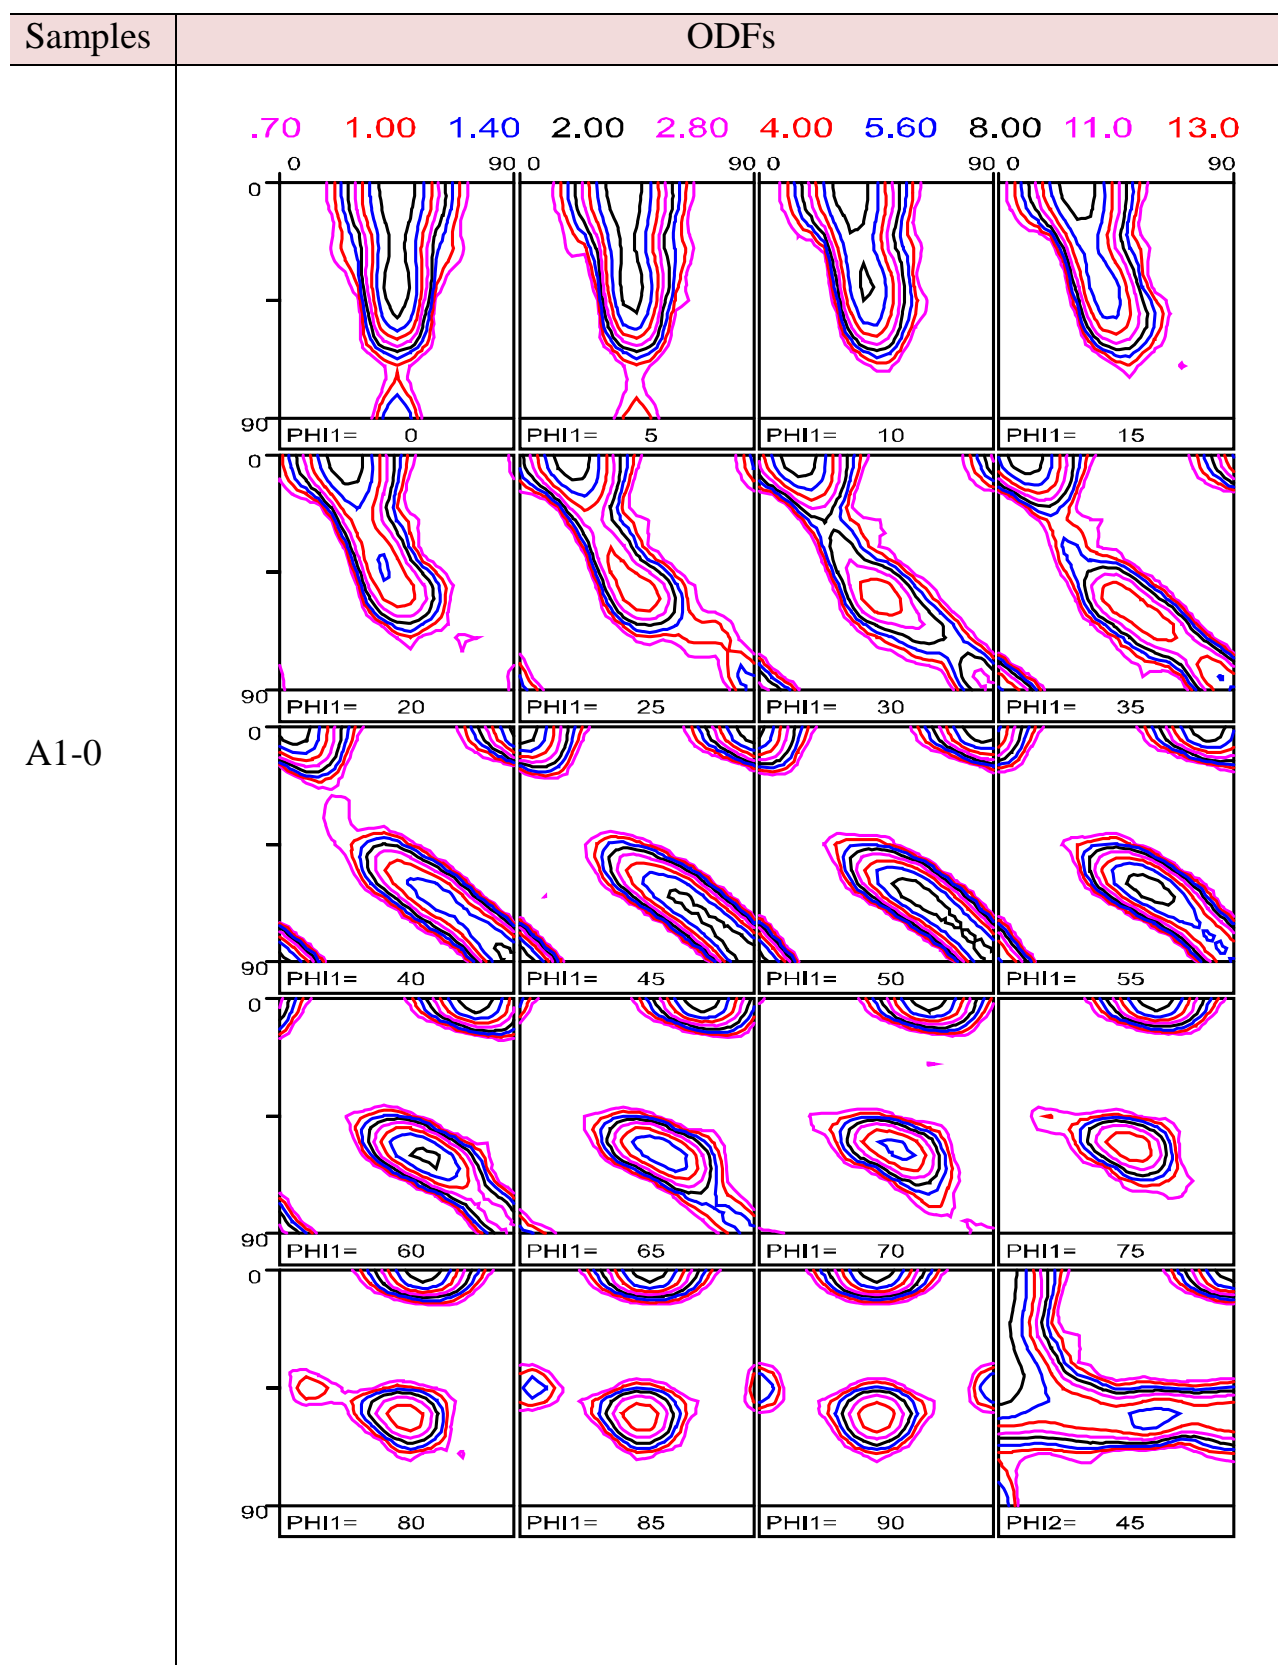 Samples ODFs
.70 1.00 1.40 2.00 2.80 4.00 5.60 8.00 11.0 13.0
0 90 0 90 0 90 0 90
0
90 PHI1= 0 PHI1= 5 PHI1= 10 PHI1= 15
0
90 PHI1= 20 PHI1= 25 PHI1= 30 PHI1= 35
0
A1-0
90 PHI1= 40 PHI1= 45 PHI1= 50 PHI1= 55
0
90 PHI1= 60 PHI1= 65 PHI1= 70 PHI1= 75
0
90 PHI1= 80 PHI1= 85 PHI1= 90 PHI2= 45